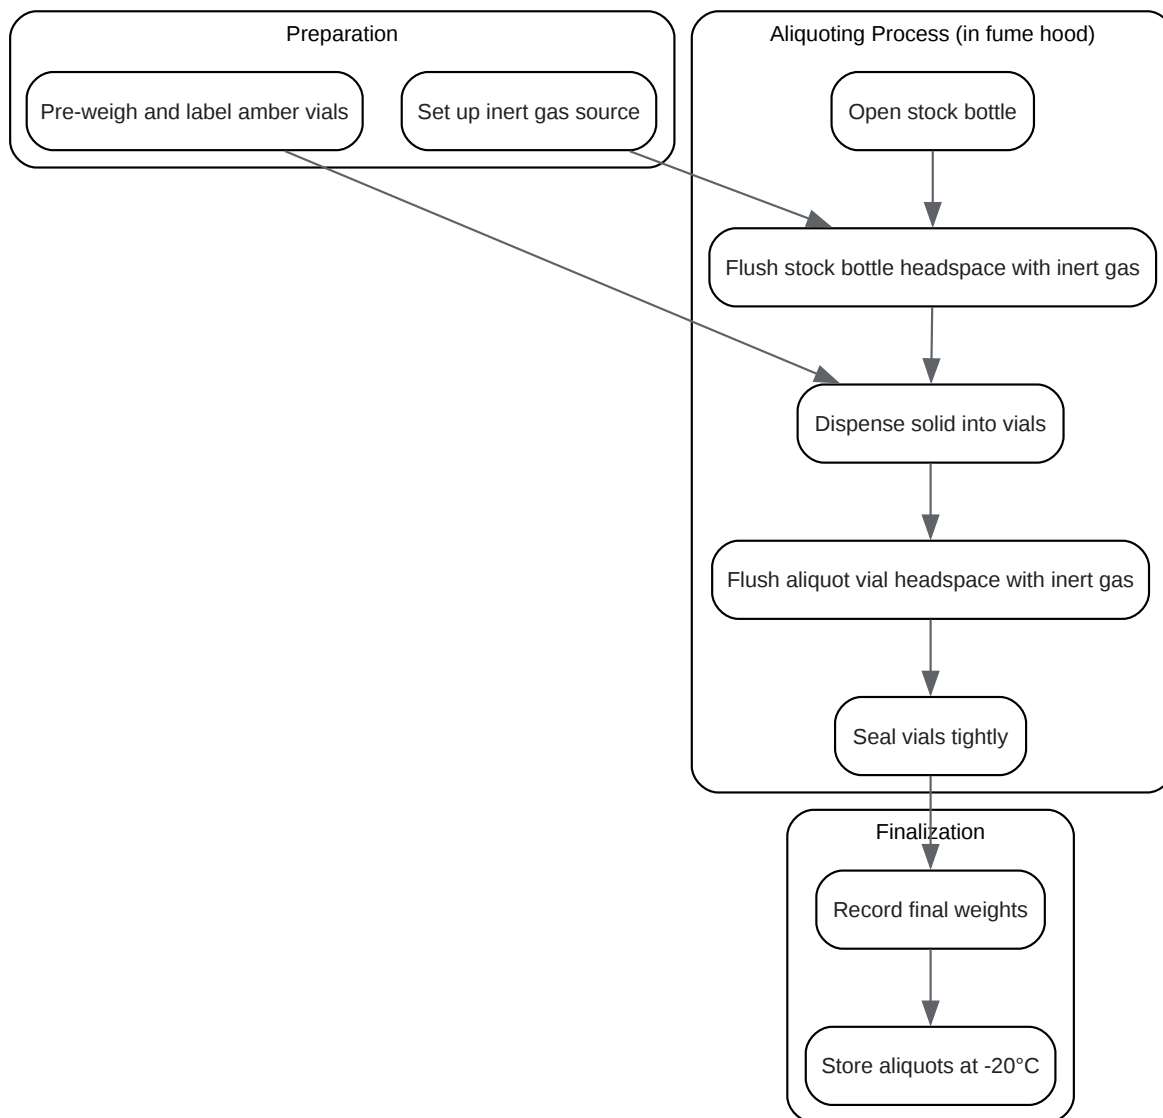 Preparation
Pre-weigh and label amber vials
Set up inert gas source
Aliquoting Process (in fume hood)
Open stock bottle
Flush stock bottle headspace with inert gas
Dispense solid into vials
Flush aliquot vial headspace with inert gas
Seal vials tightly
Finalization
Record final weights
Store aliquots at -20°C